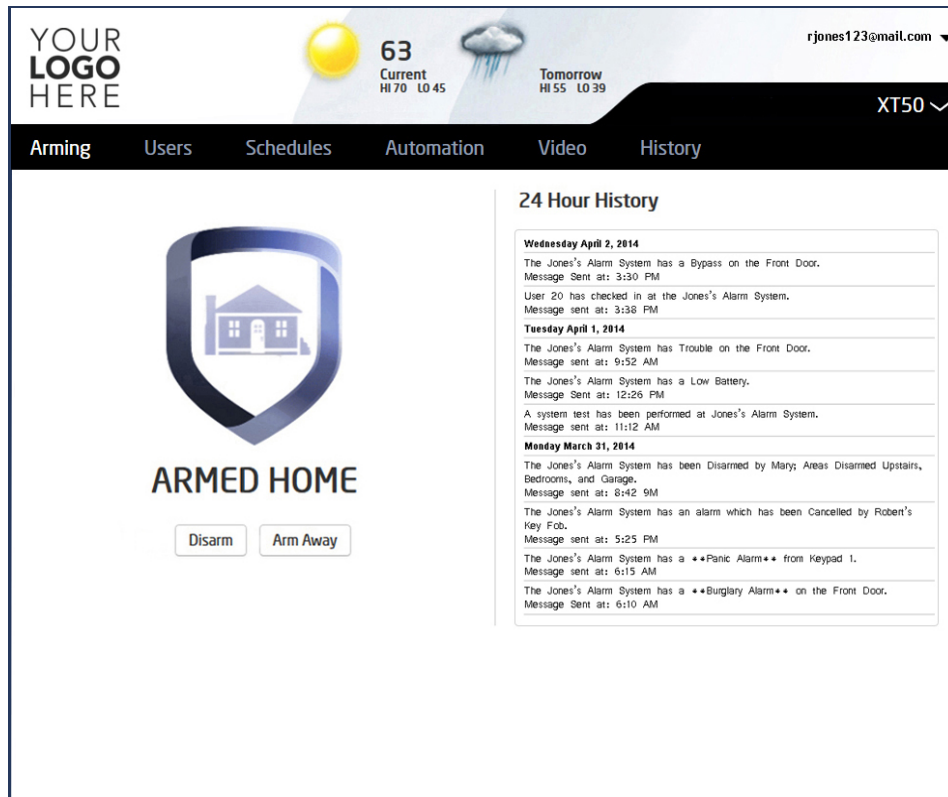 YOUR
LOGO
HERE
63
Current
HI 70 LO 45
Tomorrow
HI 55 LO 39
rjones123@mail.com
XT50
Arming Users Schedules Automation Video History
ARMED HOME
Disarm Arm Away
24 Hour History
Wednesday April 2, 2014
The Jones's Alarm System has a Bypass on the Front Door.
Message Sent at: 3:30 PM
User 20 has checked in at the Jones's Alarm System.
Message sent at: 3:38 PM
Tuesday April 1, 2014
The Jones's Alarm System has Trouble on the Front Door.
Message sent at: 9:52 AM
The Jones's Alarm System has a Low Battery.
Message Sent at: 12:26 PM
A system test has been performed at Jones's Alarm System.
Message sent at: 11:12 AM
Monday March 31, 2014
The Jones's Alarm System has been Disarmed by Mary; Areas Disarmed Upstairs,
Bedrooms, and Garage.
Message sent at: 8:42 9M
The Jones's Alarm System has an alarm which has been Cancelled by Robert's
Key Fob.
Message sent at: 5:25 PM
The Jones's Alarm System has a **Panic Alarm** from Keypad 1.
Message sent at: 6:15 AM
The Jones's Alarm System has a **Burglary Alarm** on the Front Door.
Message Sent at: 6:10 AM